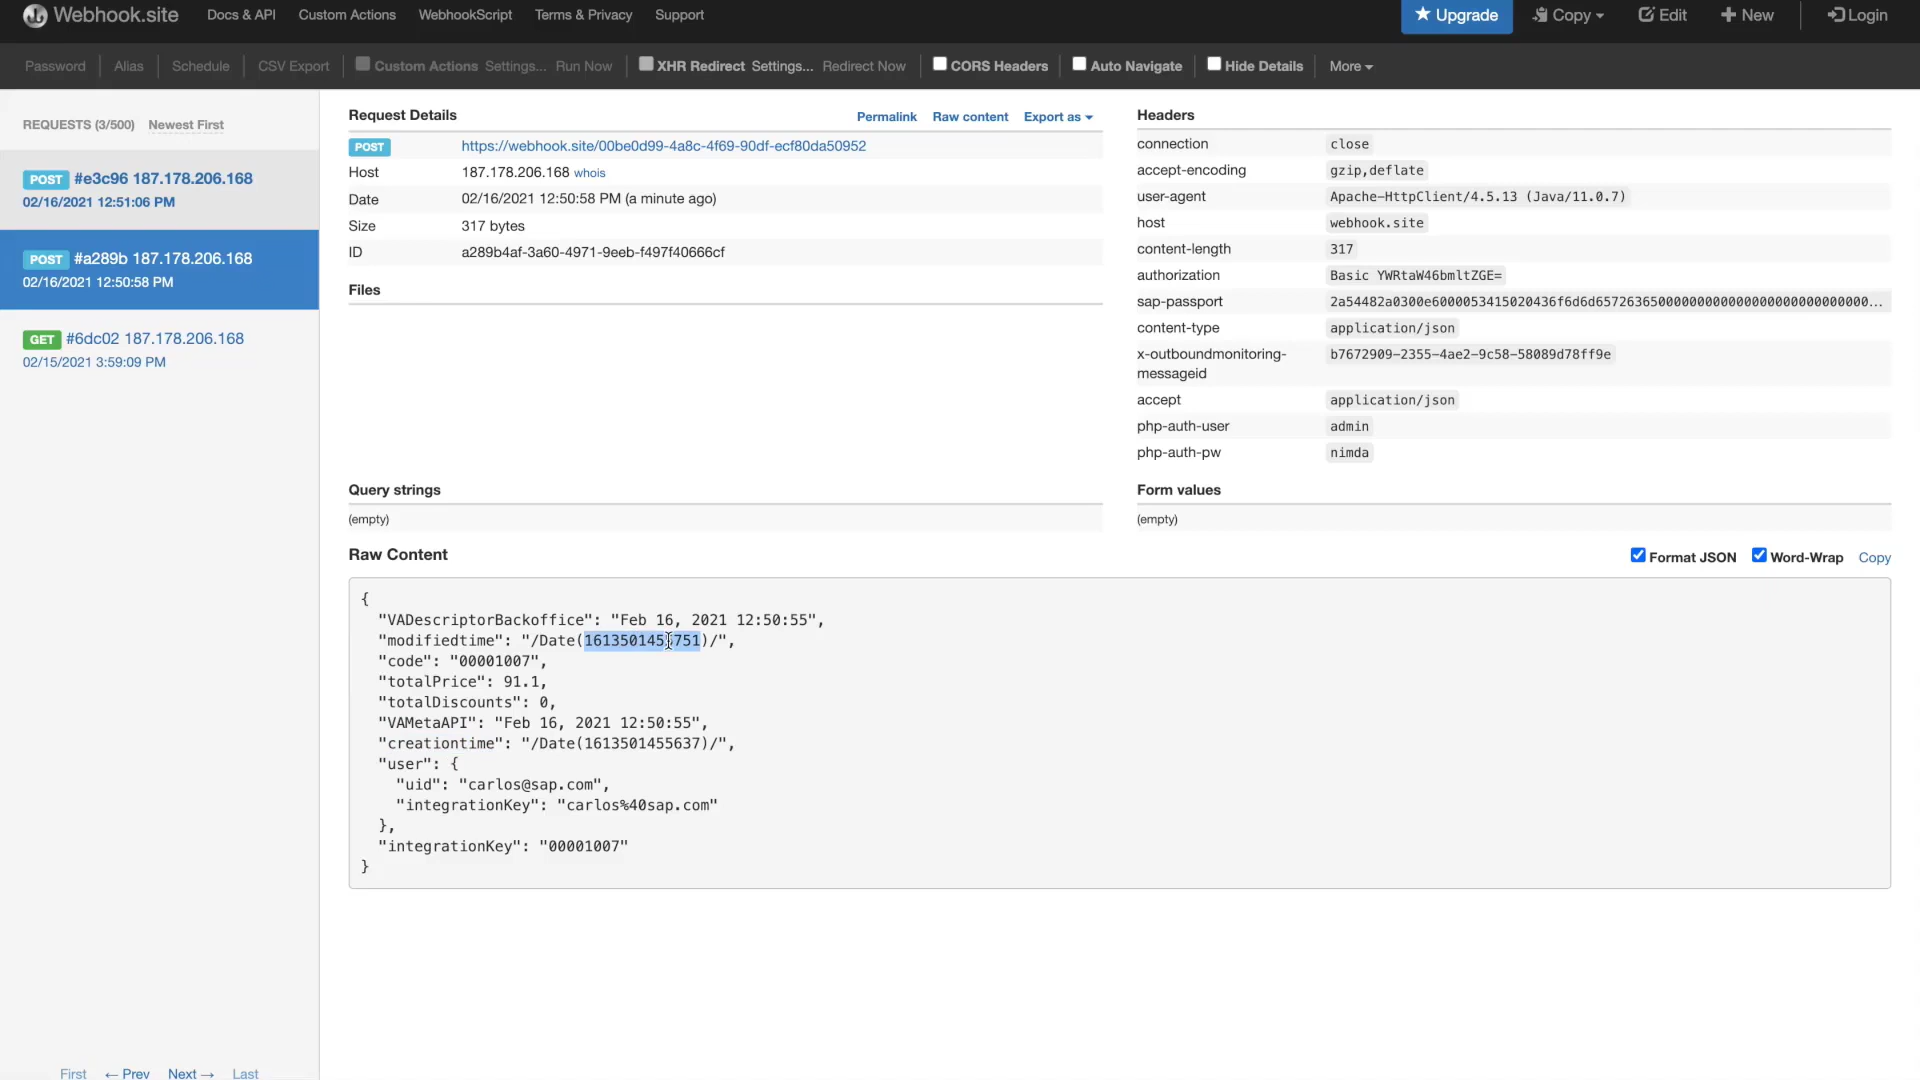 Webhook.site
Docs & API
Custom Actions
WebhookScript
Terms & Privacy
Support
Upgrade
Copy
Edit
New
Login
Password
Alias
Schedule
CSV Export
Custom Actions Settings... Run Now
XHR Redirect Settings... Redirect Now
CORS Headers
Auto Navigate
Hide Details
More
REQUESTS (3/500) Newest First
POST #e3c96 187.178.206.168
02/16/2021 12:51:06 PM
POST #a289b 187.178.206.168
02/16/2021 12:50:58 PM
GET #6dc02 187.178.206.168
02/15/2021 3:59:09 PM
First ← Prev Next → Last
Request Details Permalink Raw content Export as
POST https://webhook.site/00be0d99-4a8c-4f69-90df-ecf80da50952
Host 187.178.206.168 whois
Date 02/16/2021 12:50:58 PM (a minute ago)
Size 317 bytes
ID a289b4af-3a60-4971-9eeb-f497f40666cf
Files
Headers
connection close
accept-encoding gzip,deflate
user-agent Apache-HttpClient/4.5.13 (Java/11.0.7)
host webhook.site
content-length 317
authorization Basic YWRtaW46bmltZGE=
sap-passport 2a54482a0300e6000053415020436f6d6d657263650000000000000000000000000000...
content-type application/json
x-outboundmonitoring-
messageid b7672909-2355-4ae2-9c58-58089d78ff9e
accept application/json
php-auth-user admin
php-auth-pw nimda
Query strings
(empty)
Form values
(empty)
Raw Content Format JSON Word-Wrap Copy
{
"VADescriptorBackoffice": "Feb 16, 2021 12:50:55",
"modifiedtime": "/Date(1613501455751)/",
"code": "00001007",
"totalPrice": 91.1,
"totalDiscounts": 0,
"VAMetaAPI": "Feb 16, 2021 12:50:55",
"creationtime": "/Date(1613501455637)/",
"user": {
"uid": "carlos@sap.com",
"integrationKey": "carlos%40sap.com"
},
"integrationKey": "00001007"
}